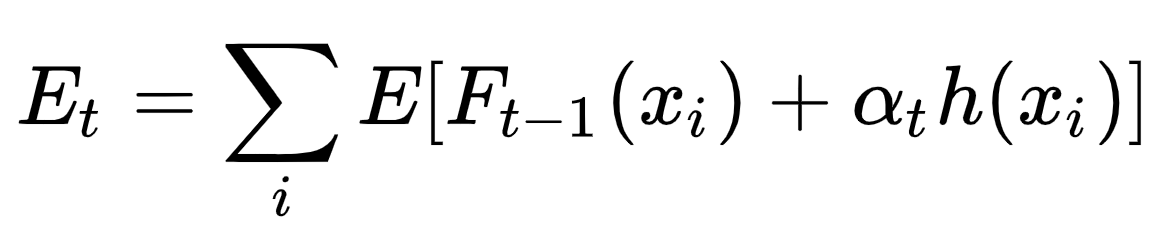 $E_t = \sum_i E[F_{t-1}(x_i) + \alpha_t h(x_i)]$